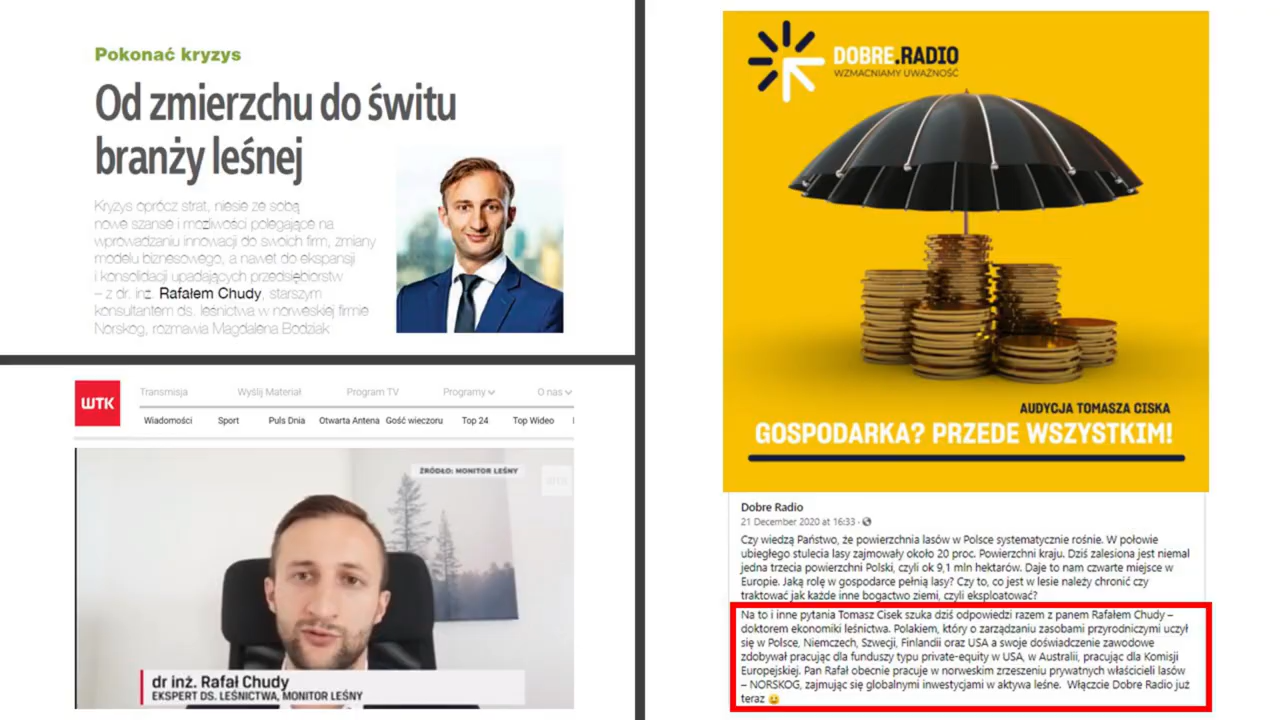 Pokonać kryzys
Od zmierzchu do świtu
branży leśnej
Kryzys oprócz strat, niesie ze sobą
nowe szanse i możliwości polegające na
wprowadzaniu innowacji do swoich firm, zmiany
modelu biznesowego, a nawet do ekspansji
i konsolidacji upadających przedsiębiorstw
– z dr. inż. Rafałem Chudy, starszym
konsultantem ds. leśnictwa w norweskiej firmie
Norskog, rozmawia Magdalena Bodziak
WTK
Transmisja Wyślij Materiał Program TV Programy O nas
Wiadomości Sport Puls Dnia Otwarta Antena Gość wieczoru Top 24 Top Wideo
ŹRÓDŁO: MONITOR LEŚNY
WTK
dr inż. Rafał Chudy
EKSPERT DS. LEŚNICTWA, MONITOR LEŚNY
DOBRE.RADIO
WZMACNIAMY UWAŻNOŚĆ
AUDYCJA TOMASZA CISKA
GOSPODARKA? PRZEDE WSZYSTKIM!
Dobre Radio
21 December 2020 at 16:33 ·
Czy wiedzą Państwo, że powierzchnia lasów w Polsce systematycznie rośnie. W połowie
ubiegłego stulecia lasy zajmowały około 20 proc. Powierzchni kraju. Dziś zalesiona jest niemal
jedna trzecia powierzchni Polski, czyli ok 9,1 mln hektarów. Daje to nam czwarte miejsce w
Europie. Jaką rolę w gospodarce pełnią lasy? Czy to, co jest w lesie należy chronić czy
traktować jak każde inne bogactwo ziemi, czyli eksploatować?
Na to i inne pytania Tomasz Cisek szuka dziś odpowiedzi razem z panem Rafałem Chudy –
doktorem ekonomiki leśnictwa. Polakiem, który o zarządzaniu zasobami przyrodniczymi uczył
się w Polsce, Niemczech, Szwecji, Finlandii oraz USA a swoje doświadczenie zawodowe
zdobywał pracując dla funduszy typu private-equity w USA, w Australii, pracując dla Komisji
Europejskiej. Pan Rafał obecnie pracuje w norweskim zrzeszeniu prywatnych właścicieli lasów
– NORSKOG, zajmując się globalnymi inwestycjami w aktywa leśne. Włączcie Dobre Radio już
teraz